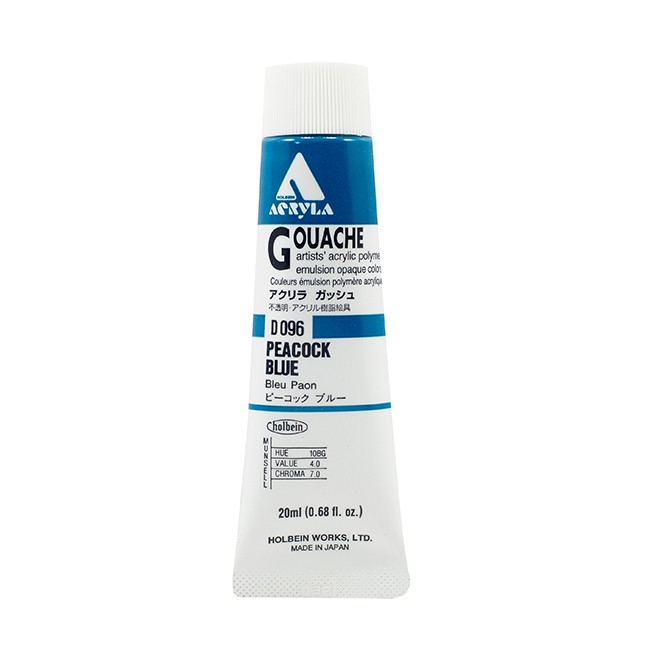 HOLBEIN
ACRYLA
GOUACHE
artists' acrylic polyme
emulsion opaque colors
Couleurs émulsion polymère acrylique
アクリラ ガッシュ
不透明・アクリル樹脂絵具
D096
PEACOCK
BLUE
Bleu Paon
ピーコック ブルー
holbein
MUNSELL
HUE 10BG
VALUE 4.0
CHROMA 7.0
20ml (0.68 fl. oz.)
HOLBEIN WORKS, LTD.
MADE IN JAPAN